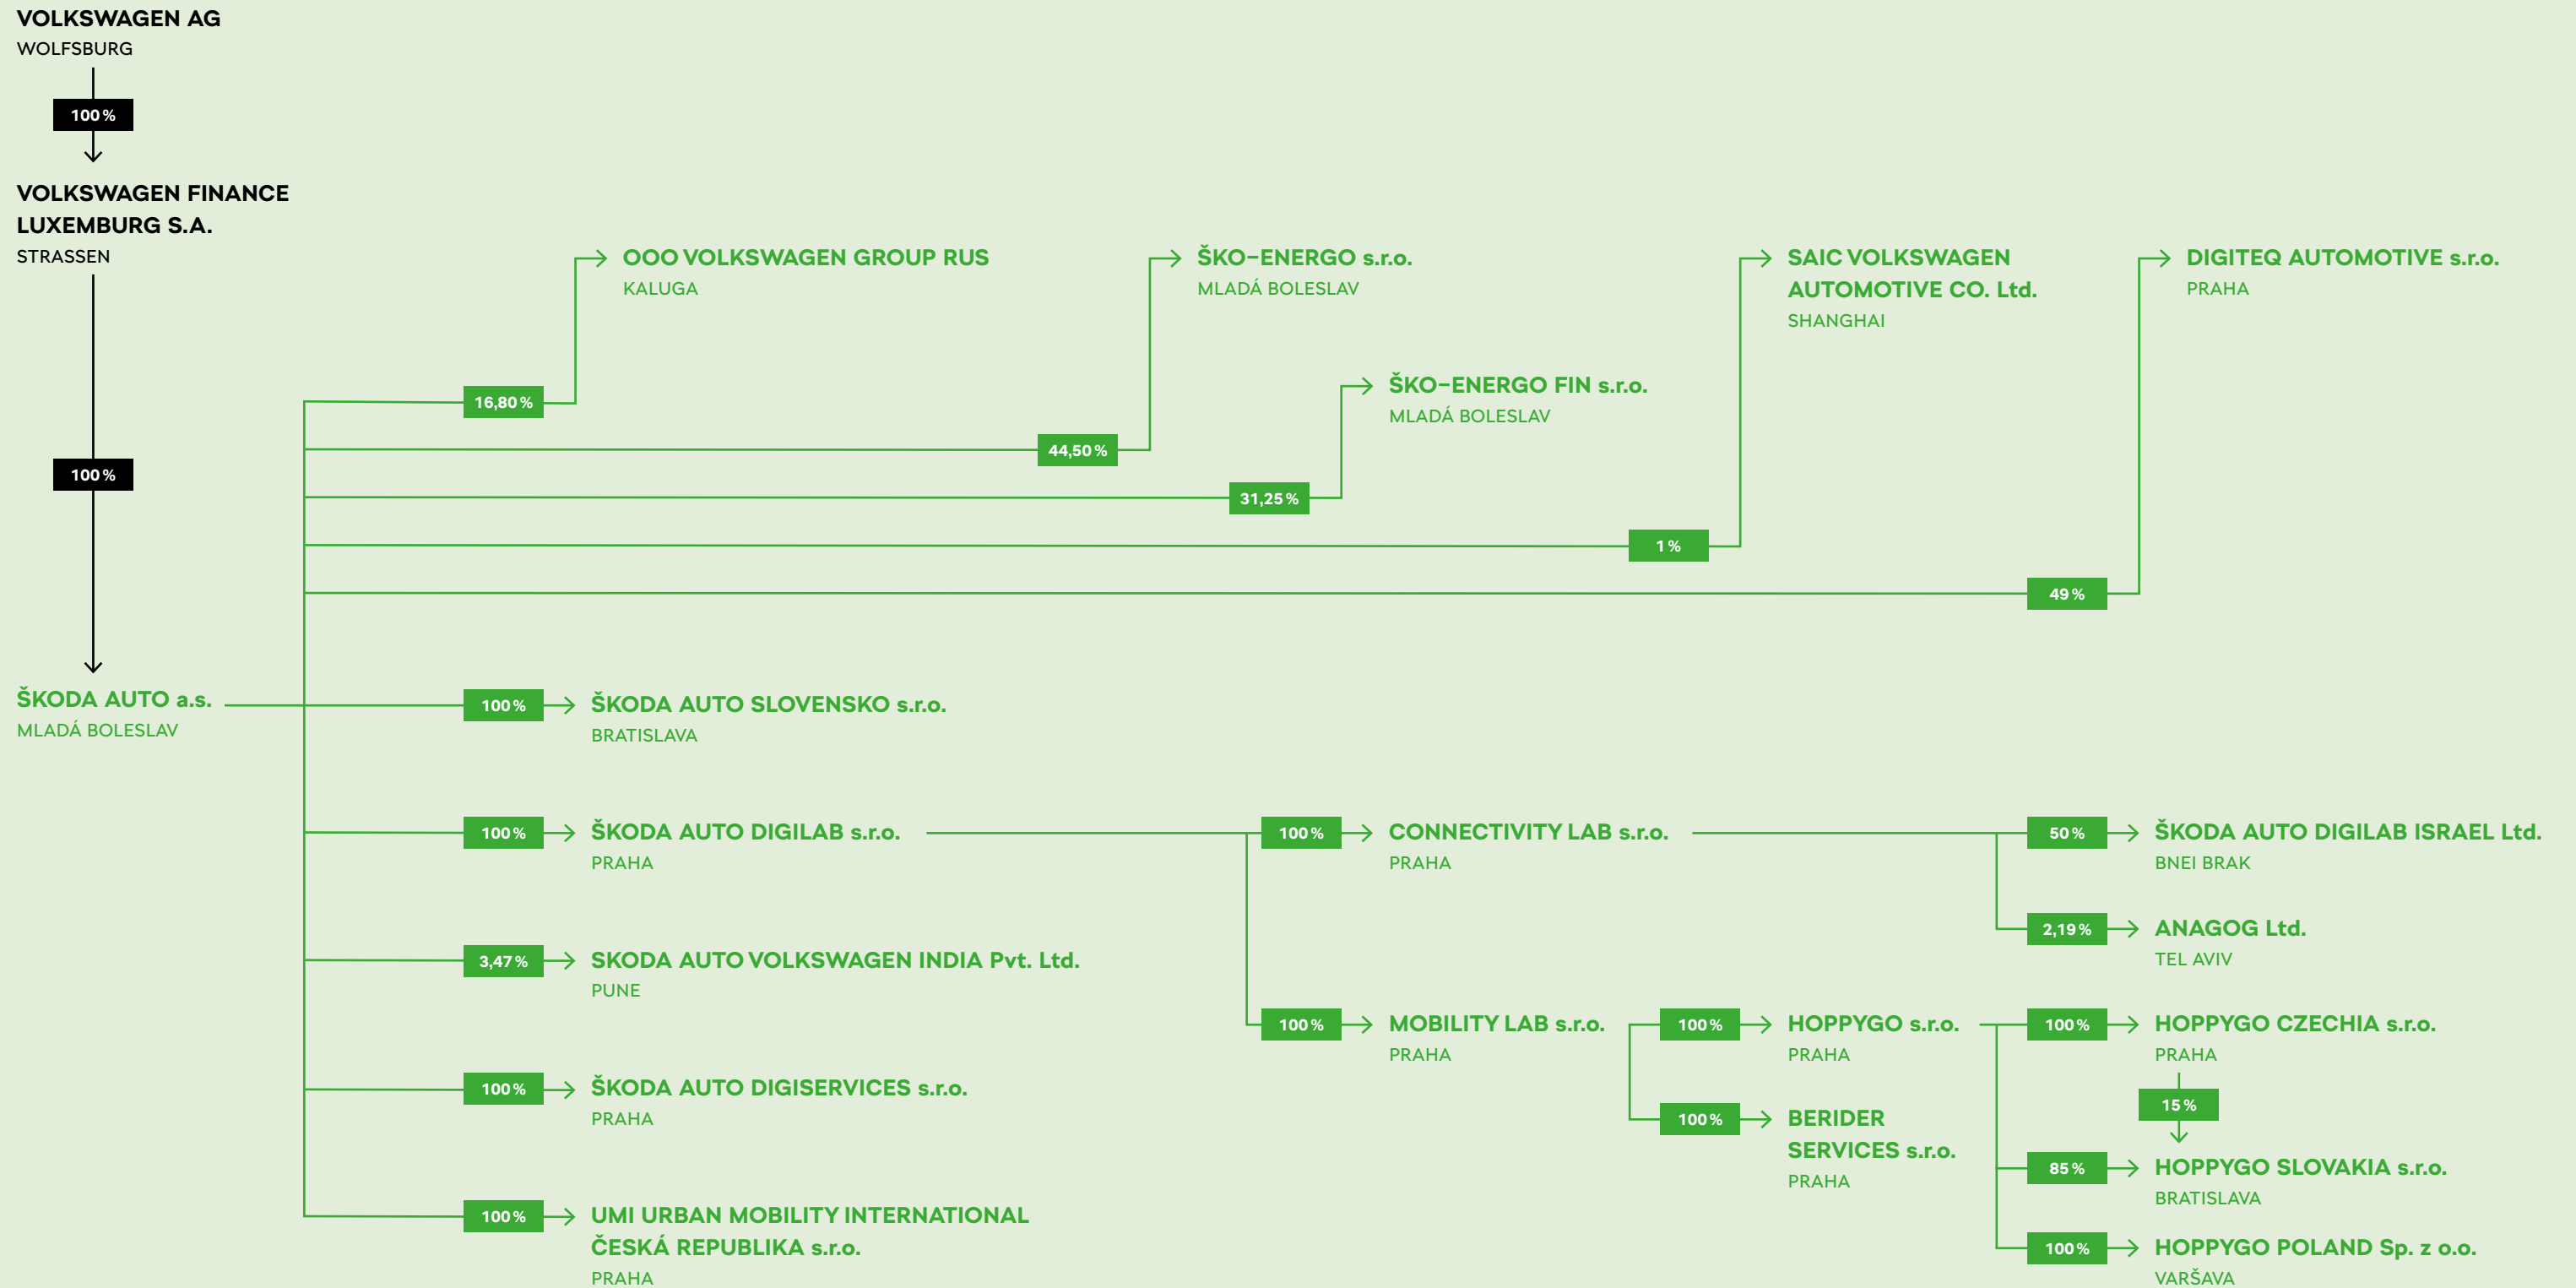 VOLKSWAGEN AG
WOLFSBURG
100 %
VOLKSWAGEN FINANCE
LUXEMBURG S.A.
STRASSEN
100 %
ŠKODA AUTO a.s.
MLADÁ BOLESLAV
16,80 %
OOO VOLKSWAGEN GROUP RUS
KALUGA
44,50 %
ŠKO–ENERGO s.r.o.
MLADÁ BOLESLAV
31,25 %
ŠKO–ENERGO FIN s.r.o.
MLADÁ BOLESLAV
1 %
SAIC VOLKSWAGEN
AUTOMOTIVE CO. Ltd.
SHANGHAI
49 %
DIGITEQ AUTOMOTIVE s.r.o.
PRAHA
100 %
ŠKODA AUTO SLOVENSKO s.r.o.
BRATISLAVA
100 %
ŠKODA AUTO DIGILAB s.r.o.
PRAHA
100 %
CONNECTIVITY LAB s.r.o.
PRAHA
50 %
ŠKODA AUTO DIGILAB ISRAEL Ltd.
BNEI BRAK
2,19 %
ANAGOG Ltd.
TEL AVIV
100 %
MOBILITY LAB s.r.o.
PRAHA
100 %
HOPPYGO s.r.o.
PRAHA
100 %
HOPPYGO CZECHIA s.r.o.
PRAHA
15 %
85 %
HOPPYGO SLOVAKIA s.r.o.
BRATISLAVA
100 %
HOPPYGO POLAND Sp. z o.o.
VARŠAVA
100 %
BERIDER
SERVICES s.r.o.
PRAHA
3,47 %
SKODA AUTO VOLKSWAGEN INDIA Pvt. Ltd.
PUNE
100 %
ŠKODA AUTO DIGISERVICES s.r.o.
PRAHA
100 %
UMI URBAN MOBILITY INTERNATIONAL
ČESKÁ REPUBLIKA s.r.o.
PRAHA